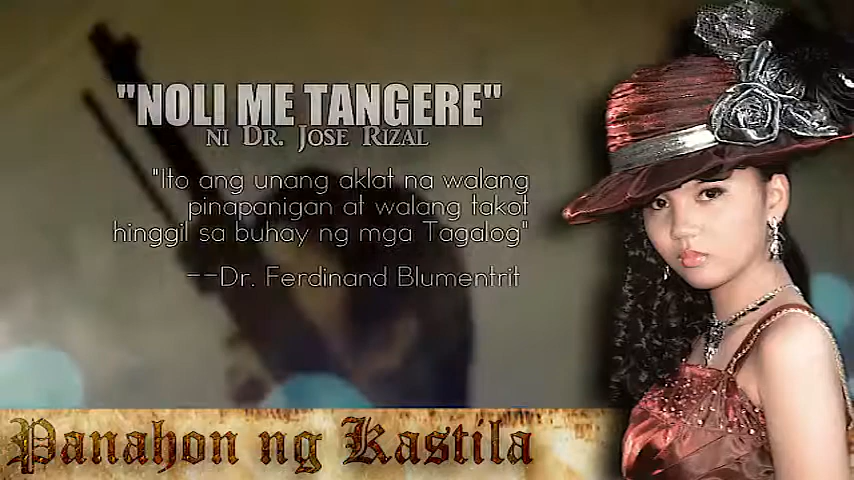 "NOLI ME TANGERE"
NI DR. JOSE RIZAL
"Ito ang unang aklat na walang
pinapanigan at walang takot
hinggil sa buhay ng mga Tagalog"
--Dr. Ferdinand Blumentrit
Panahon ng Kastila